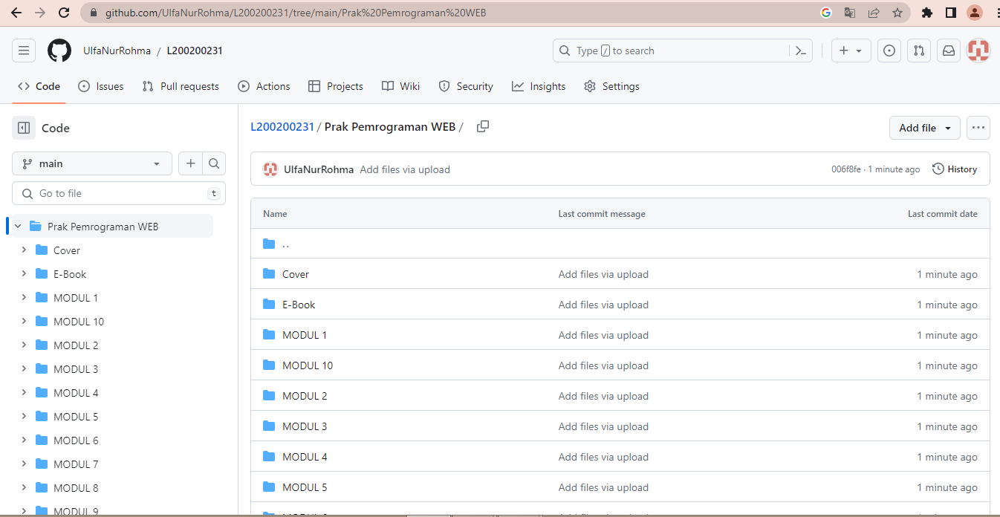 github.com/UlfaNurRohma/L200200231/tree/main/Prak%20Pemrograman%20WEB
UlfaNurRohma / L200200231
Type / to search
Code Issues Pull requests Actions Projects Wiki Security Insights Settings
Code
main
Go to file t
Prak Pemrograman WEB
Cover
E-Book
MODUL 1
MODUL 10
MODUL 2
MODUL 3
MODUL 4
MODUL 5
MODUL 6
MODUL 7
MODUL 8
MODUL 9
L200200231 / Prak Pemrograman WEB /
Add file
UlfaNurRohma Add files via upload 006f8fe · 1 minute ago History
Name Last commit message Last commit date
..
Cover Add files via upload 1 minute ago
E-Book Add files via upload 1 minute ago
MODUL 1 Add files via upload 1 minute ago
MODUL 10 Add files via upload 1 minute ago
MODUL 2 Add files via upload 1 minute ago
MODUL 3 Add files via upload 1 minute ago
MODUL 4 Add files via upload 1 minute ago
MODUL 5 Add files via upload 1 minute ago